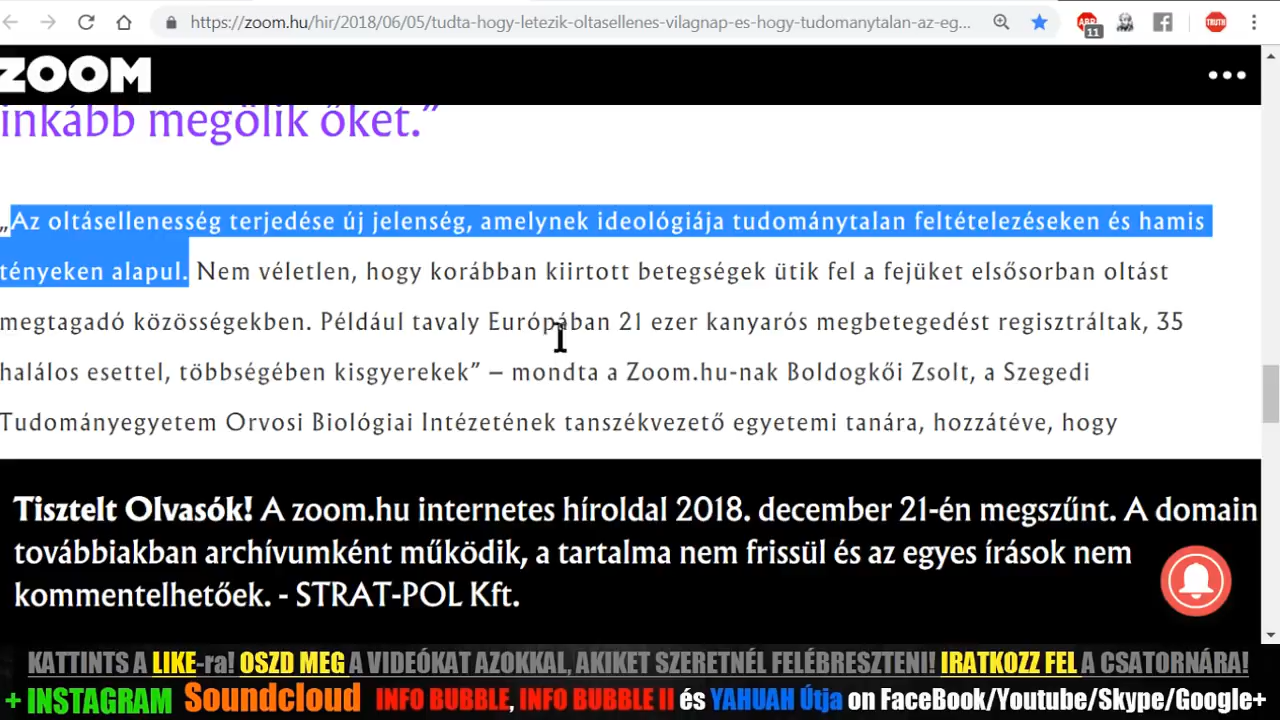 https://zoom.hu/hir/2018/06/05/tudta-hogy-letezik-oltasellenes-vilagnap-es-hogy-tudomanytalan-az-eg...
ABP
11
TRUTH
ZOOM
inkább megölik őket.”
„Az oltásellenesség terjedése új jelenség, amelynek ideológiája tudománytalan feltételezéseken és hamis
tényeken alapul. Nem véletlen, hogy korábban kiirtott betegségek ütik fel a fejüket elsősorban oltást
megtagadó közösségekben. Például tavaly Európában 21 ezer kanyarós megbetegedést regisztráltak, 35
halálos esettel, többségében kisgyerekek” – mondta a Zoom.hu-nak Boldogkői Zsolt, a Szegedi
Tudományegyetem Orvosi Biológiai Intézetének tanszékvezető egyetemi tanára, hozzátéve, hogy
Tisztelt Olvasók! A zoom.hu internetes híroldal 2018. december 21-én megszűnt. A domain
továbbiakban archívumként működik, a tartalma nem frissül és az egyes írások nem
kommentelhetőek. - STRAT-POL Kft.
KATTINTS A LIKE-ra! OSZD MEG A VIDEÓKAT AZOKKAL, AKIKET SZERETNÉL FELÉBRESZTENI! IRATKOZZ FEL A CSATORNÁRA!
+ INSTAGRAM Soundcloud INFO BUBBLE, INFO BUBBLE II és YAHUAH Útja on FaceBook/Youtube/Skype/Google+